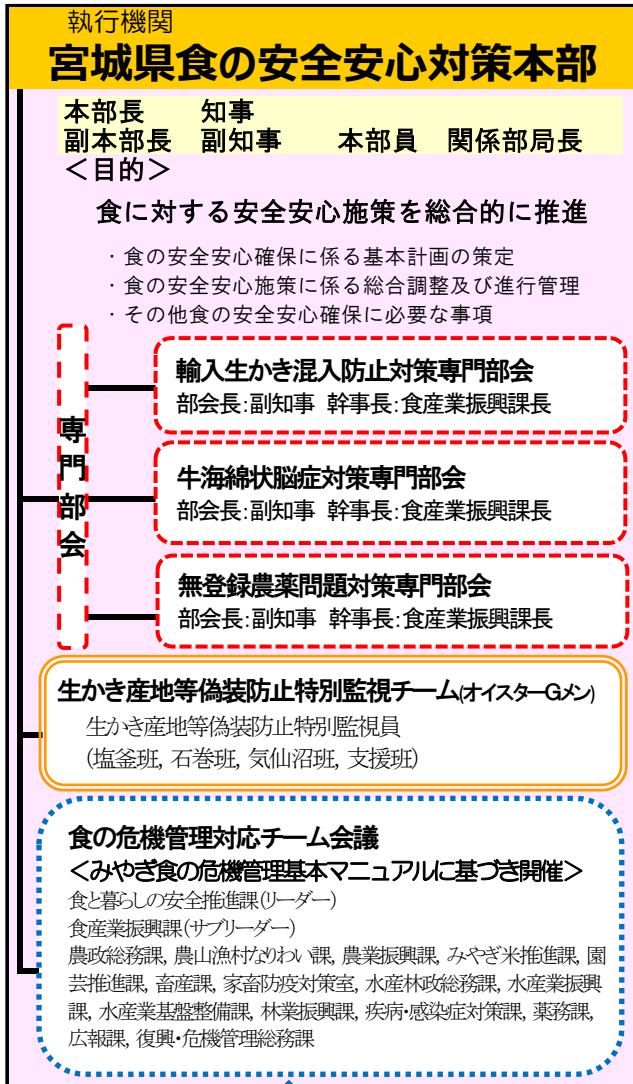 執行機関
宮城県食の安全安心対策本部
本部長 知事
副本部長 副知事 本部員 関係部局長
＜目的＞
食に対する安全安心施策を総合的に推進
・食の安全安心確保に係る基本計画の策定
・食の安全安心施策に係る総合調整及び進行管理
・その他食の安全安心確保に必要な事項
専門部会
輸入生かき混入防止対策専門部会
部会長:副知事 幹事長:食産業振興課長
牛海綿状脳症対策専門部会
部会長:副知事 幹事長:食産業振興課長
無登録農薬問題対策専門部会
部会長:副知事 幹事長:食産業振興課長
生かき産地等偽装防止特別監視チーム(オイスターGメン)
生かき産地等偽装防止特別監視員
(塩釜班, 石巻班, 気仙沼班, 支援班)
食の危機管理対応チーム会議
＜みやぎ食の危機管理基本マニュアルに基づき開催＞
食と暮らしの安全推進課(リーダー)
食産業振興課(サブリーダー)
農政総務課, 農山漁村なりわい課, 農業振興課, みやぎ米推進課, 園
芸推進課, 畜産課, 家畜防疫対策室, 水産林政総務課, 水産業振興
課, 水産業基盤整備課, 林業振興課, 疾病・感染症対策課, 薬務課,
広報課, 復興・危機管理総務課